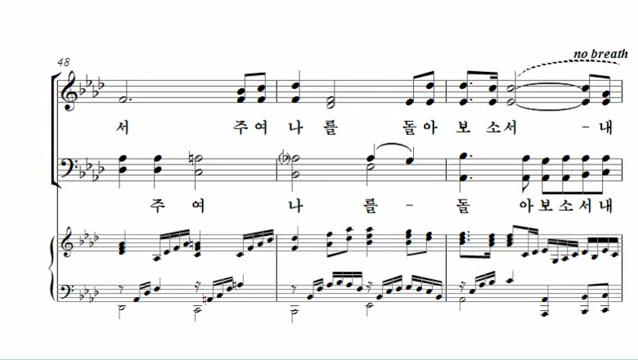 no breath
48
서 주여 나 를 돌아 보 소서 - 내
주 여 나 를- 돌 아보소서내